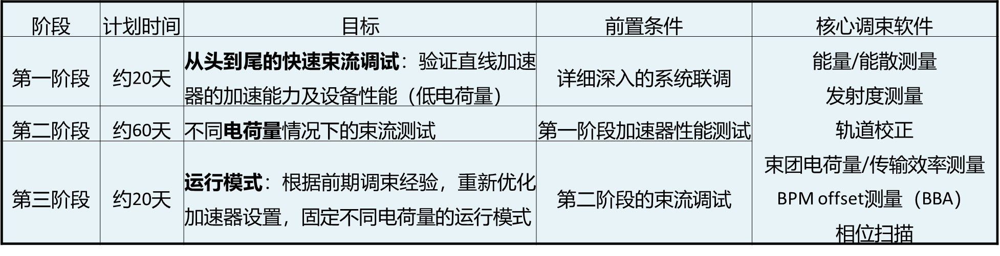 阶段 计划时间 目标 前置条件 核心调束软件
第一阶段 约20天 从头到尾的快速束流调试：验证直线加速
器的加速能力及设备性能（低电荷量） 详细深入的系统联调
第二阶段 约60天 不同电荷量情况下的束流测试 第一阶段加速器性能测试
第三阶段 约20天 运行模式：根据前期调束经验，重新优化
加速器设置，固定不同电荷量的运行模式 第二阶段的束流调试
能量/能散测量
发射度测量
轨道校正
束团电荷量/传输效率测量
BPM offset测量（BBA）
相位扫描